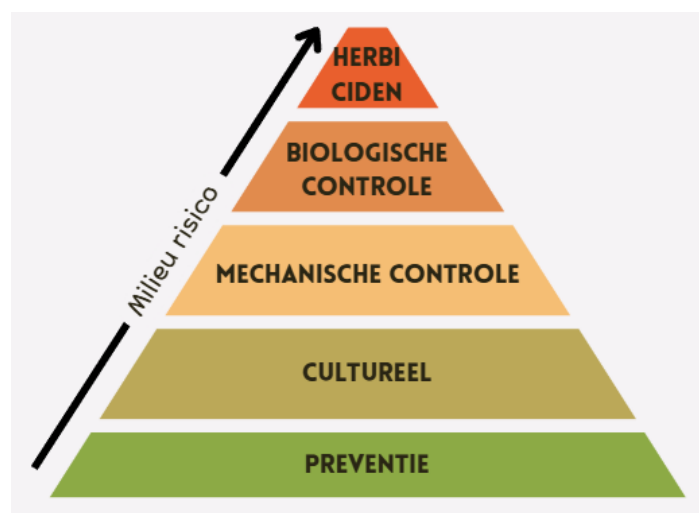 HERBI
CIDEN
BIOLOGISCHE
CONTROLE
Milieu risico
MECHANISCHE CONTROLE
CULTUREEL
PREVENTIE